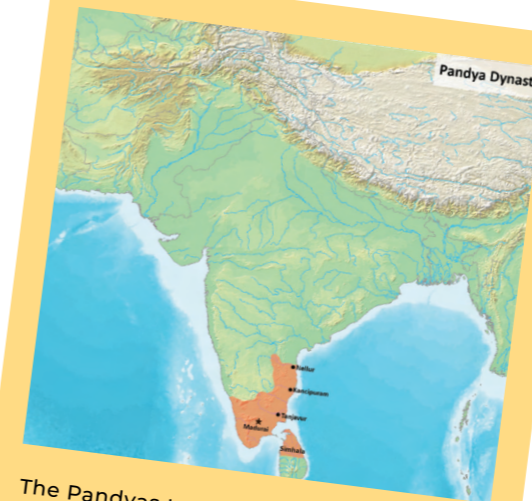 Pandya Dynast
Nellur
Kancipuram
Tanjavur
Madurai
Simhala
The Pandyas